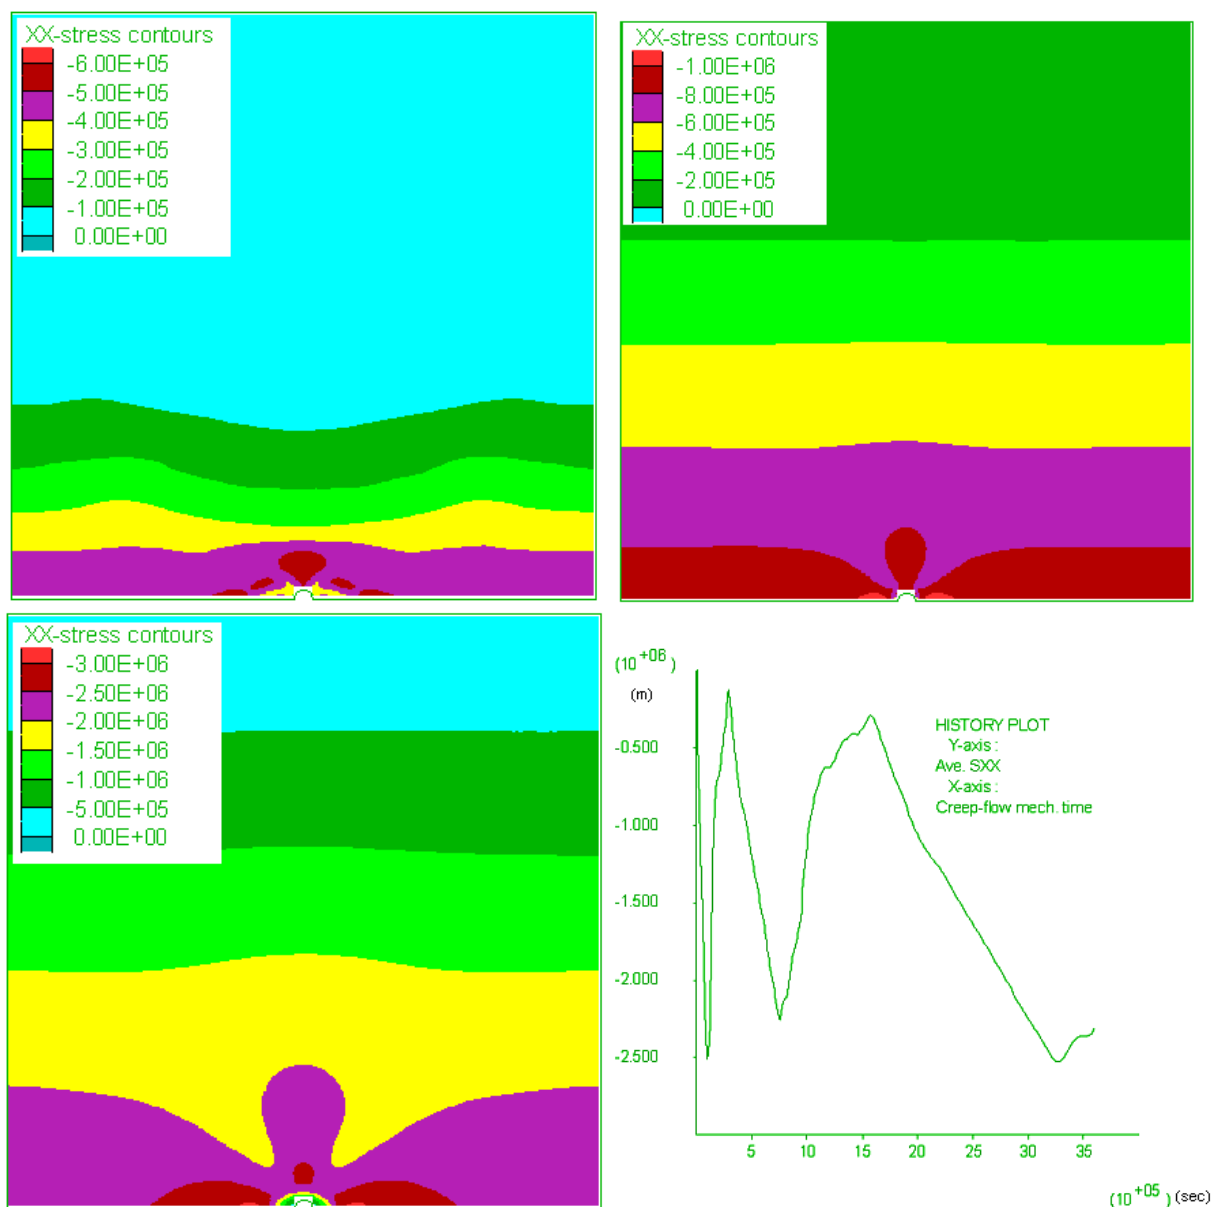 XX-stress contours
-6.00E+05
-5.00E+05
-4.00E+05
-3.00E+05
-2.00E+05
-1.00E+05
0.00E+00
XX-stress contours
-1.00E+06
-8.00E+05
-6.00E+05
-4.00E+05
-2.00E+05
0.00E+00
XX-stress contours
-3.00E+06
-2.50E+06
-2.00E+06
-1.50E+06
-1.00E+06
-5.00E+05
0.00E+00
(10 +06 )
(m)
-0.500
-1.000
-1.500
-2.000
-2.500
HISTORY PLOT
Y-axis :
Ave. SXX
X-axis :
Creep-flow mech. time
5 10 15 20 25 30 35
(10 +05 ) (sec)